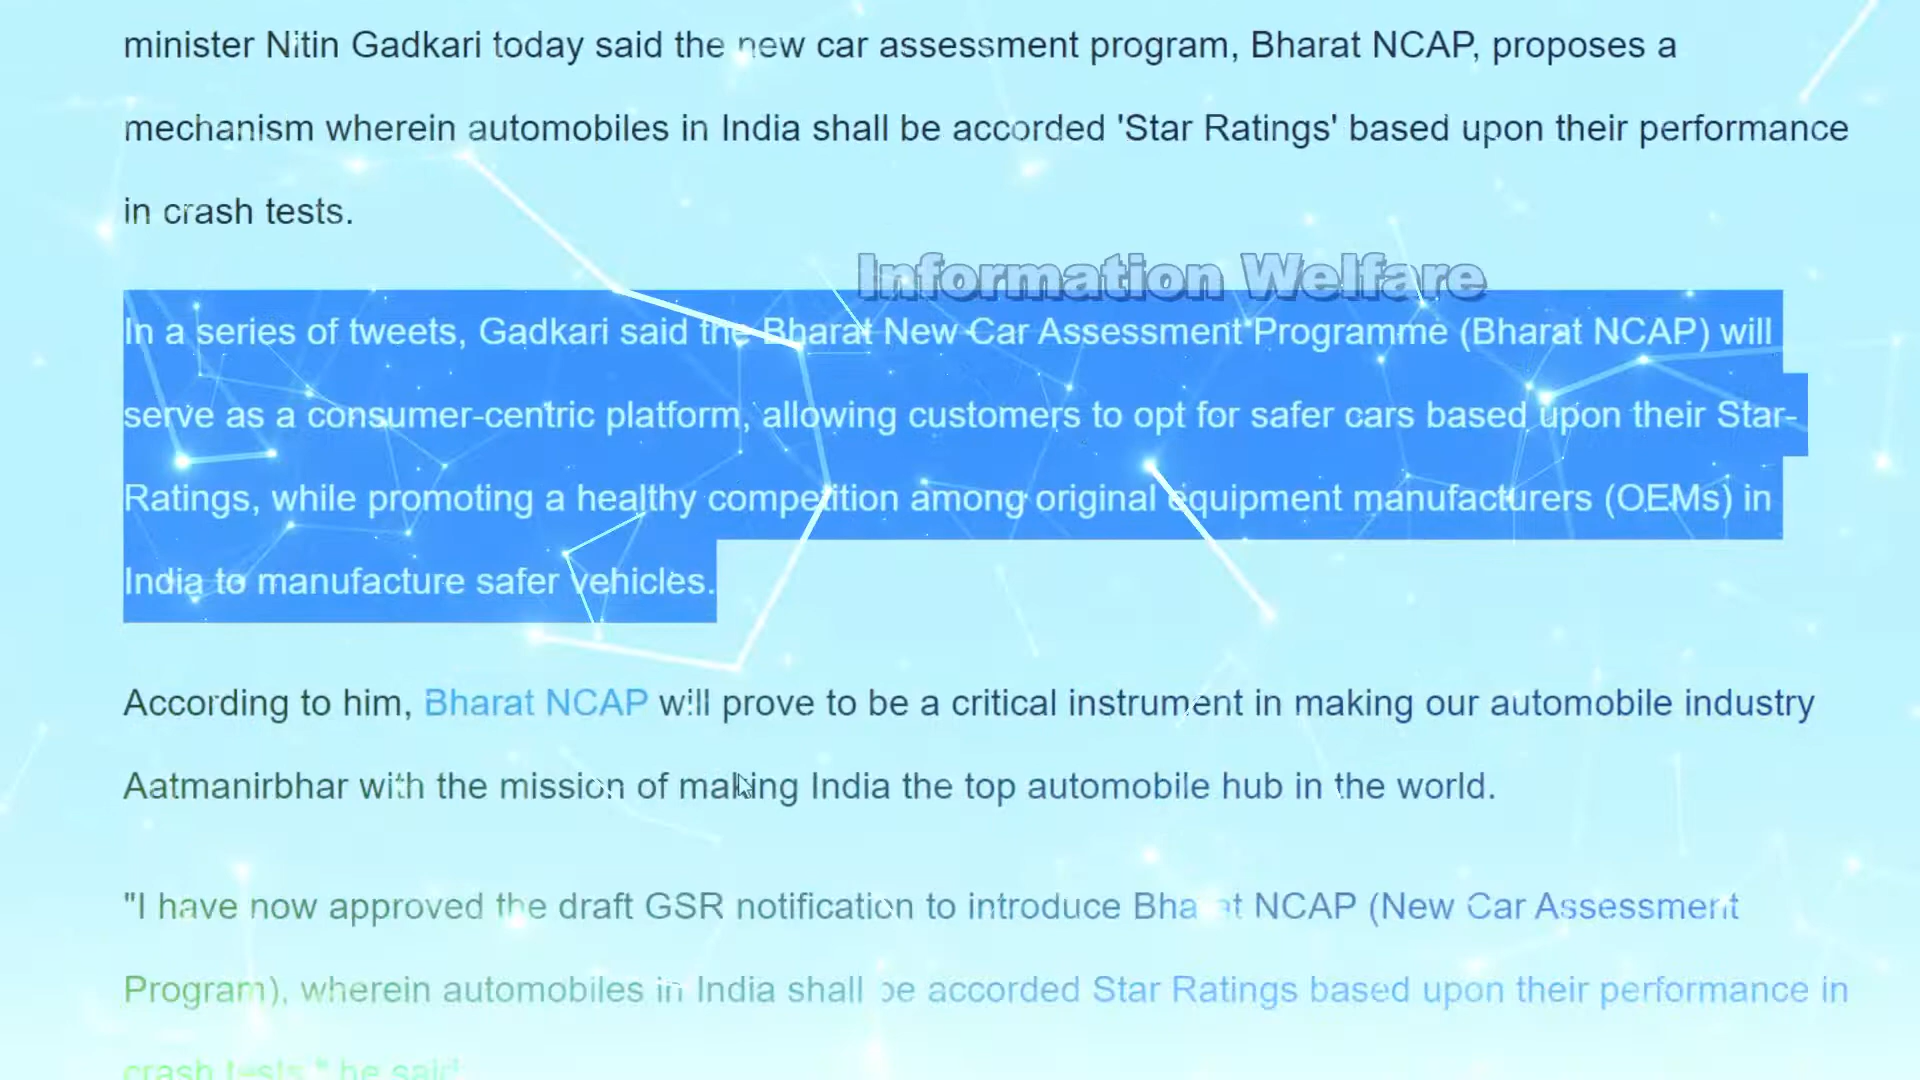 minister Nitin Gadkari today said the new car assessment program, Bharat NCAP, proposes a
mechanism wherein automobiles in India shall be accorded 'Star Ratings' based upon their performance
in crash tests.
Information Welfare
In a series of tweets, Gadkari said the Bharat New Car Assessment Programme (Bharat NCAP) will
serve as a consumer-centric platform, allowing customers to opt for safer cars based upon their Star-
Ratings, while promoting a healthy competition among original equipment manufacturers (OEMs) in
India to manufacture safer vehicles.
According to him, Bharat NCAP will prove to be a critical instrument in making our automobile industry
Aatmanirbhar with the mission of making India the top automobile hub in the world.
"I have now approved the draft GSR notification to introduce Bharat NCAP (New Car Assessment
Program), wherein automobiles in India shall be accorded Star Ratings based upon their performance in
crash tests," he said